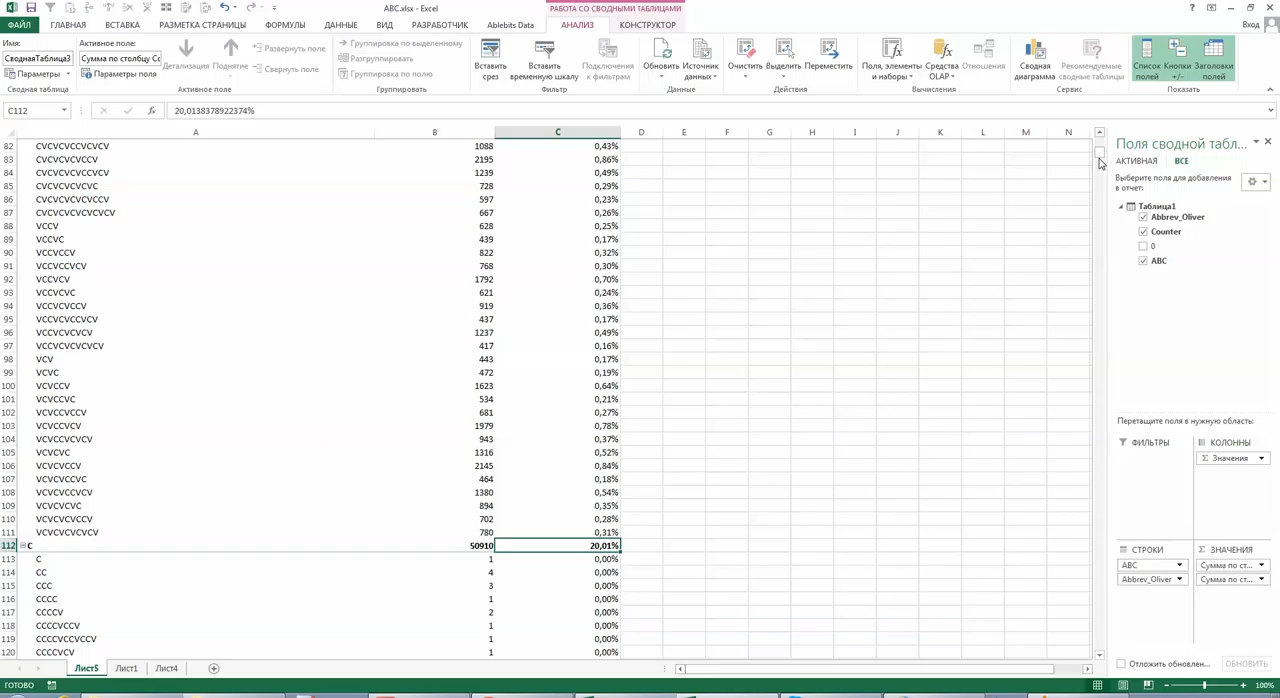 ABC.xlsx - Excel
РАБОТА СО СВОДНЫМИ ТАБЛИЦАМИ
ФАЙЛ ГЛАВНАЯ ВСТАВКА РАЗМЕТКА СТРАНИЦЫ ФОРМУЛЫ ДАННЫЕ ВИД РАЗРАБОТЧИК Ablebits Data АНАЛИЗ КОНСТРУКТОР Вход
Имя:
СводнаяТаблица3
Параметры
Сводная таблица
Активное поле:
Сумма по столбцу Co
Параметры поля
Детализация
Поднятие
Развернуть поле
Свернуть поле
Активное поле
Группировка по выделенному
Разгруппировать
Группировка по полю
Группировать
Вставить срез
Вставить временную шкалу
Подключения к фильтрам
Фильтр
Обновить
Источник данных
Данные
Очистить
Выделить
Переместить
Действия
Поля, элементы и наборы
Средства OLAP
Отношения
Вычисления
Сводная диаграмма
Рекомендуемые сводные таблицы
Сервис
Список полей
Кнопки +/-
Заголовки полей
Показать
C112 fx 20,0138378922374%
A B C D E F G H I J K L M N
82 CVCVCVCCVCVCV 1088 0,43%
83 CVCVCVCVCCV 2195 0,86%
84 CVCVCVCVCCVCV 1239 0,49%
85 CVCVCVCVCVC 728 0,29%
86 CVCVCVCVCVCCV 597 0,23%
87 CVCVCVCVCVCVCV 667 0,26%
88 VCCV 628 0,25%
89 VCCVC 439 0,17%
90 VCCVCCV 822 0,32%
91 VCCVCCVCV 768 0,30%
92 VCCVCV 1792 0,70%
93 VCCVCVC 621 0,24%
94 VCCVCVCCV 919 0,36%
95 VCCVCVCCVCV 437 0,17%
96 VCCVCVCVCV 1237 0,49%
97 VCCVCVCVCVCV 417 0,16%
98 VCV 443 0,17%
99 VCVC 472 0,19%
100 VCVCCV 1623 0,64%
101 VCVCCVC 534 0,21%
102 VCVCCVCCV 681 0,27%
103 VCVCCVCV 1979 0,78%
104 VCVCCVCVCV 943 0,37%
105 VCVCVC 1316 0,52%
106 VCVCVCCV 2145 0,84%
107 VCVCVCCVC 464 0,18%
108 VCVCVCCVCV 1380 0,54%
109 VCVCVCVC 894 0,35%
110 VCVCVCVCCV 702 0,28%
111 VCVCVCVCVCV 780 0,31%
112 C 50910 20,01%
113 C 1 0,00%
114 CC 4 0,00%
115 CCC 3 0,00%
116 CCCC 1 0,00%
117 CCCCV 2 0,00%
118 CCCCVCCV 1 0,00%
119 CCCCVCCVCCV 1 0,00%
120 CCCCVCV 1 0,00%
Поля сводной табл...
АКТИВНАЯ ВСЕ
Выберите поля для добавления
в отчет:
Таблица1
Abbrev_Oliver
Counter
0
ABC
Перетащите поля в нужную область:
ФИЛЬТРЫ
КОЛОННЫ
Σ Значения
СТРОКИ
ABC
Abbrev_Oliver
Σ ЗНАЧЕНИЯ
Сумма по ст...
Сумма по ст...
Отложить обновлен... ОБНОВИТЬ
Лист5 Лист1 Лист4
ГОТОВО
100%